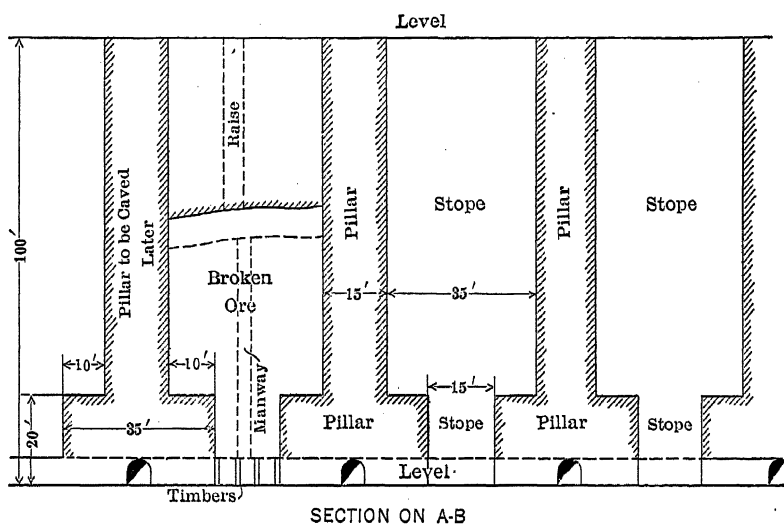 Level
100'
Pillar to be Caved
Later
Raise
Broken
Ore
Manway
Pillar
Stope
Pillar
Stope
15'
35'
10'
10'
15'
20'
35'
Pillar
Stope
Pillar
Stope
Level
Timbers
SECTION ON A-B